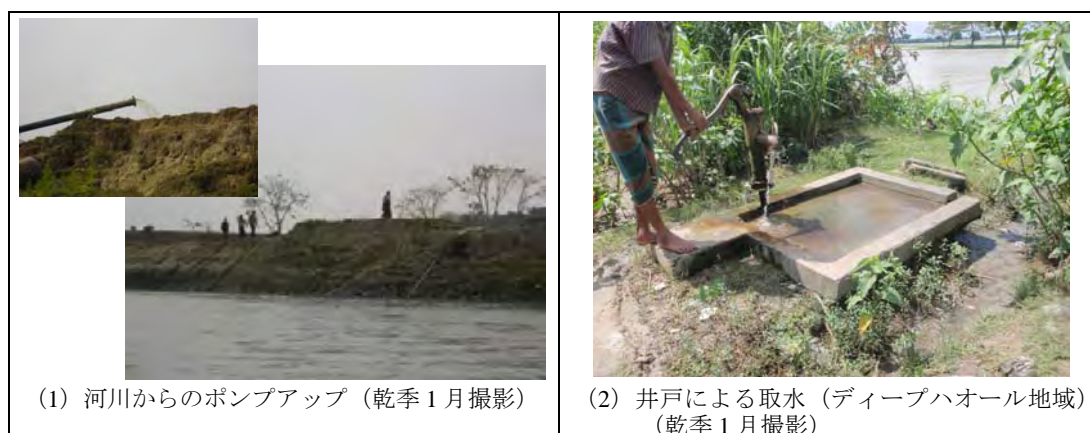 (1) 河川からのポンプアップ(乾季 1 月撮影)
(2) 井戸による取水(ディープハオール地域)
(乾季 1 月撮影)